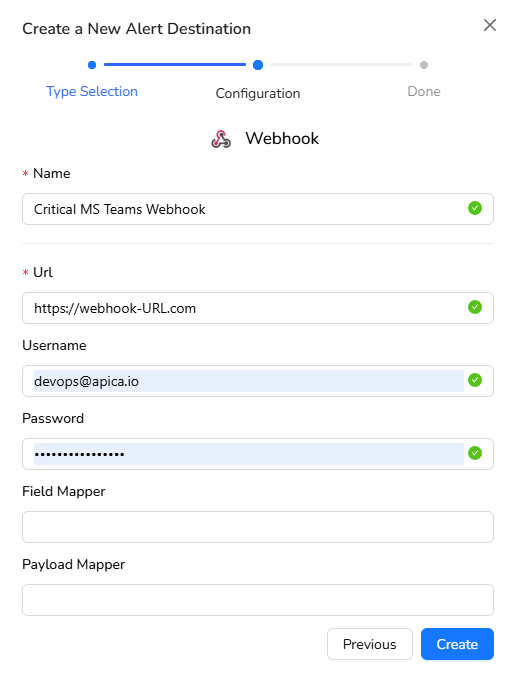 Create a New Alert Destination
Type Selection
Configuration
Done
Webhook
* Name
Critical MS Teams Webhook
* Url
https://webhook-URL.com
Username
devops@apica.io
Password
••••••••••••••••
Field Mapper
Payload Mapper
Previous
Create